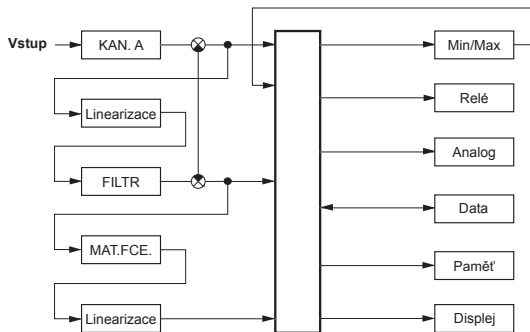 Vstup
KAN. A
Min/Max
Relé
Linearizace
Analog
FILTR
Data
MAT.FCE.
Paměť
Linearizace
Displej